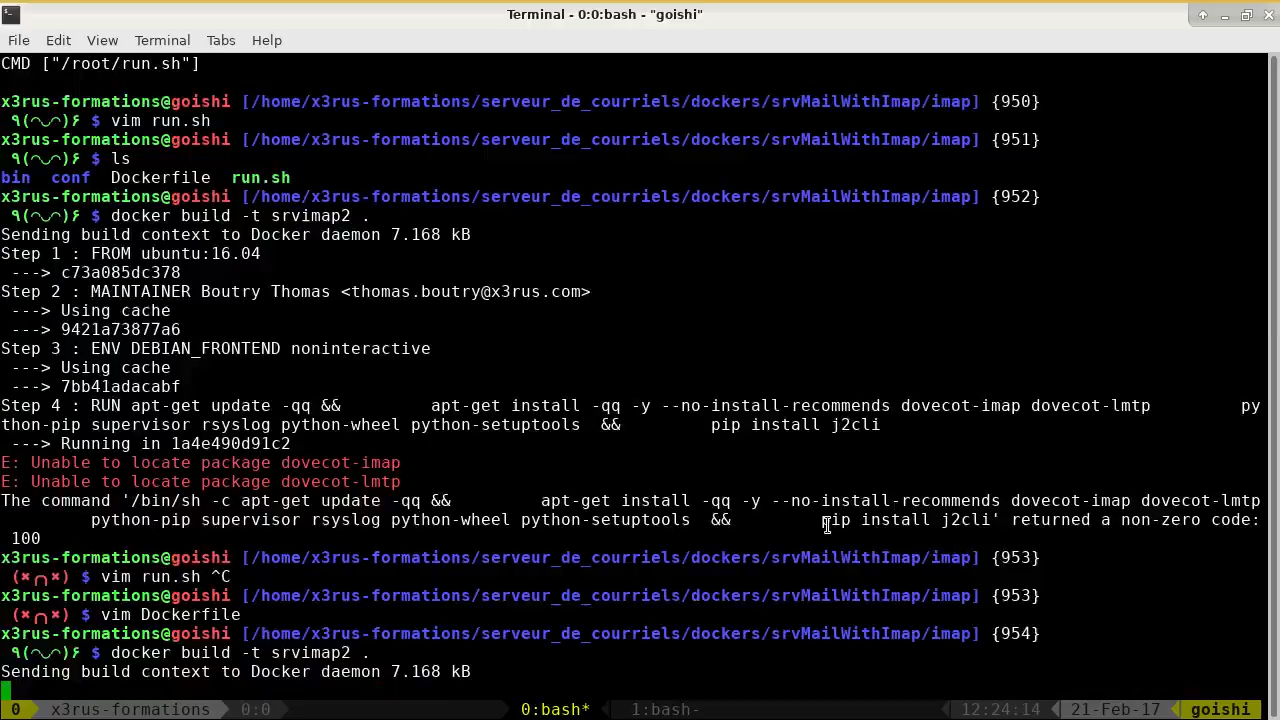 Terminal - 0:0:bash - "goishi"
File Edit View Terminal Tabs Help
CMD ["/root/run.sh"]
x3rus-formations@goishi [/home/x3rus-formations/serveur_de_courriels/dockers/srvMailWithImap/imap] {950}
٩(◠◡◠)۶ $ vim run.sh
x3rus-formations@goishi [/home/x3rus-formations/serveur_de_courriels/dockers/srvMailWithImap/imap] {951}
٩(◠◡◠)۶ $ ls
bin  conf  Dockerfile  run.sh
x3rus-formations@goishi [/home/x3rus-formations/serveur_de_courriels/dockers/srvMailWithImap/imap] {952}
٩(◠◡◠)۶ $ docker build -t srvimap2 .
Sending build context to Docker daemon 7.168 kB
Step 1 : FROM ubuntu:16.04
 ---> c73a085dc378
Step 2 : MAINTAINER Boutry Thomas <thomas.boutry@x3rus.com>
 ---> Using cache
 ---> 9421a73877a6
Step 3 : ENV DEBIAN_FRONTEND noninteractive
 ---> Using cache
 ---> 7bb41adacabf
Step 4 : RUN apt-get update -qq &&         apt-get install -qq -y --no-install-recommends dovecot-imap dovecot-lmtp         py
thon-pip supervisor rsyslog python-wheel python-setuptools  &&         pip install j2cli
 ---> Running in 1a4e490d91c2
E: Unable to locate package dovecot-imap
E: Unable to locate package dovecot-lmtp
The command '/bin/sh -c apt-get update -qq &&         apt-get install -qq -y --no-install-recommends dovecot-imap dovecot-lmtp
         python-pip supervisor rsyslog python-wheel python-setuptools  &&         pip install j2cli' returned a non-zero code:
 100
x3rus-formations@goishi [/home/x3rus-formations/serveur_de_courriels/dockers/srvMailWithImap/imap] {953}
(✖╭╮✖) $ vim run.sh ^C
x3rus-formations@goishi [/home/x3rus-formations/serveur_de_courriels/dockers/srvMailWithImap/imap] {953}
(✖╭╮✖) $ vim Dockerfile
x3rus-formations@goishi [/home/x3rus-formations/serveur_de_courriels/dockers/srvMailWithImap/imap] {954}
٩(◠◡◠)۶ $ docker build -t srvimap2 .
Sending build context to Docker daemon 7.168 kB
0 x3rus-formations 0:0 0:bash* 1:bash- 12:24:14 21-Feb-17 goishi